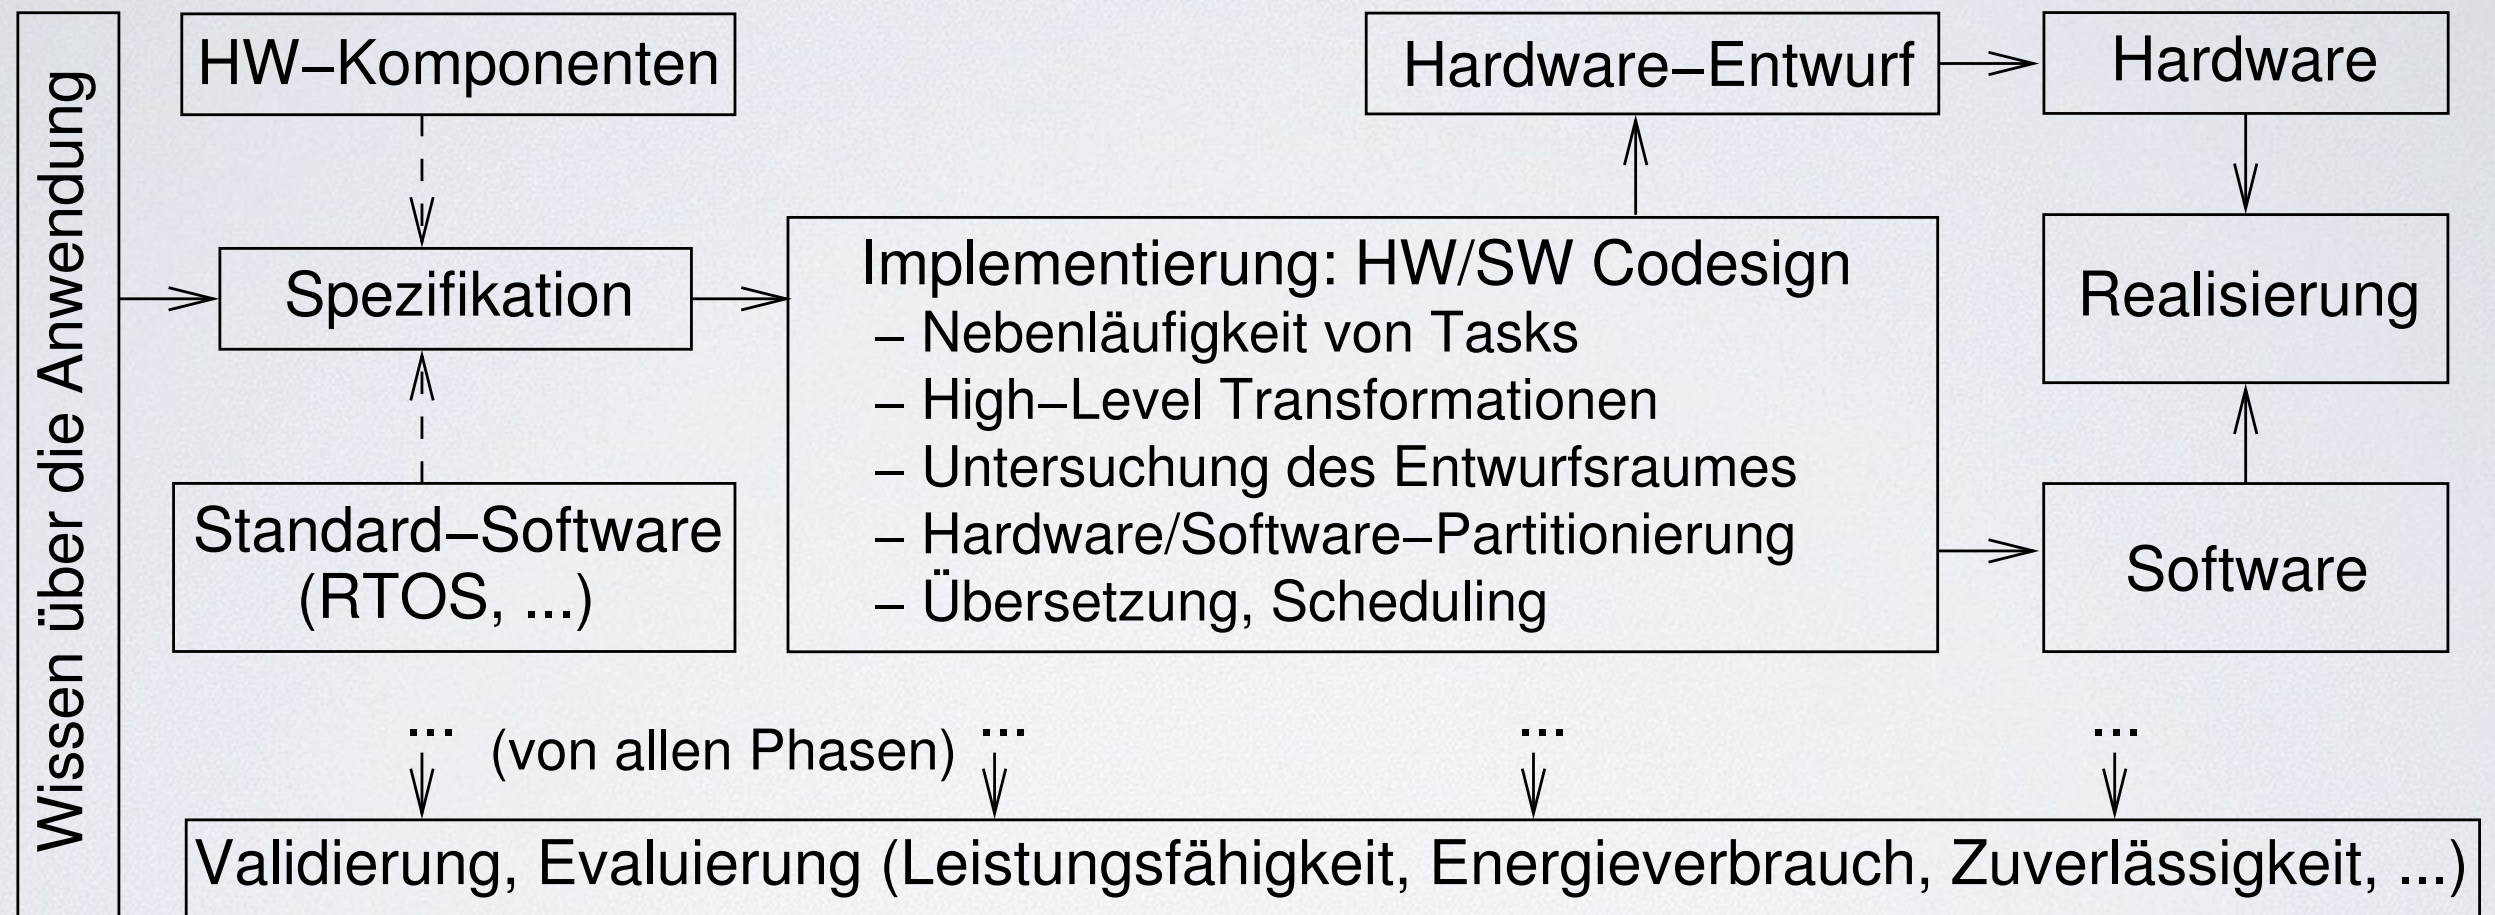 Wissen über die Anwendung
HW–Komponenten
Hardware–Entwurf
Hardware
Spezifikation
Implementierung: HW/SW Codesign
– Nebenläufigkeit von Tasks
– High–Level Transformationen
– Untersuchung des Entwurfsraumes
– Hardware/Software–Partitionierung
– Übersetzung, Scheduling
Realisierung
Standard–Software
(RTOS, ...)
Software
... (von allen Phasen) ... ... ...
Validierung, Evaluierung (Leistungsfähigkeit, Energieverbrauch, Zuverlässigkeit, ...)